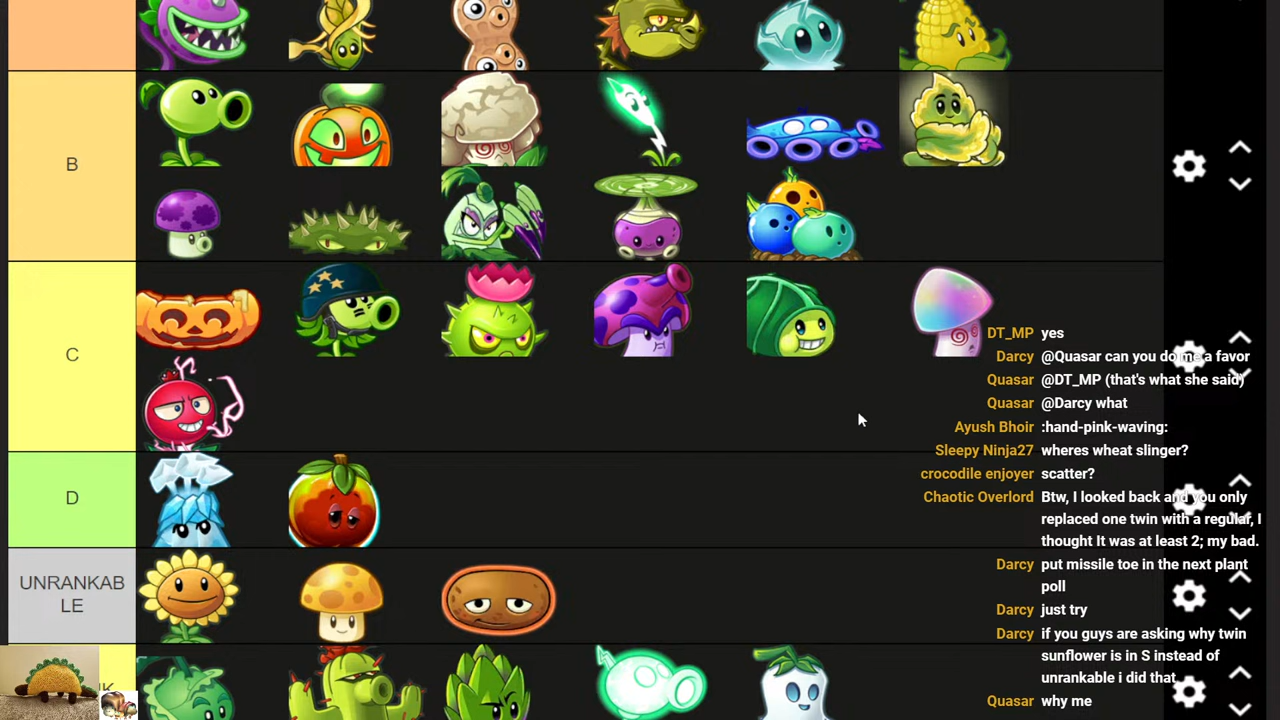 B
C
D
UNRANKAB
LE
K
DT_MP yes
Darcy @Quasar can you do me a favor
Quasar @DT_MP (that's what she said)
Quasar @Darcy what
Ayush Bhoir :hand-pink-waving:
Sleepy Ninja27 wheres wheat slinger?
crocodile enjoyer scatter?
Chaotic Overlord Btw, I looked back and you only
replaced one twin with a regular, I
thought It was at least 2; my bad.
Darcy put missile toe in the next plant
poll
Darcy just try
Darcy if you guys are asking why twin
sunflower is in S instead of
unrankable i did that
Quasar why me